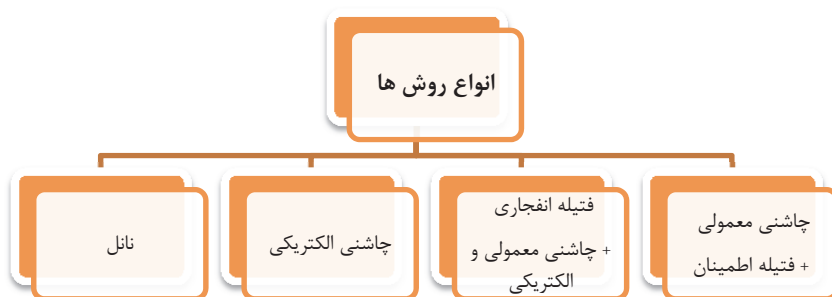 انواع روش ها
چاشنی معمولی
+ فتیله اطمینان
فتیله انفجاری
+ چاشنی معمولی و
الکتریکی
چاشنی الکتریکی
نانل